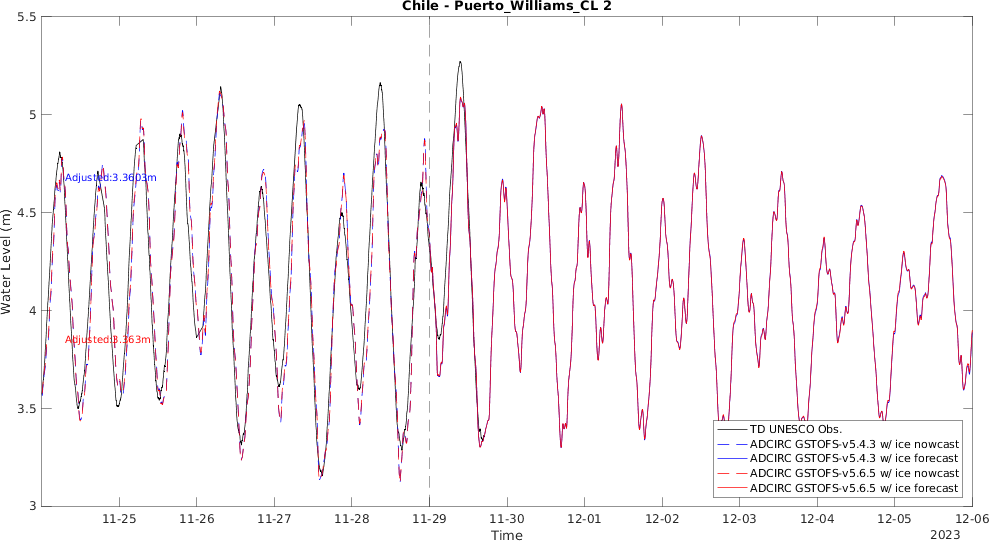 Chile - Puerto_Williams_CL 2
5.5
5
4.5
4
3.5
3
Water Level (m)
Adjusted:3.3603m
Adjusted:3.363m
TD UNESCO Obs.
ADCIRC GSTOFS-v5.4.3 w/ ice nowcast
ADCIRC GSTOFS-v5.4.3 w/ ice forecast
ADCIRC GSTOFS-v5.6.5 w/ ice nowcast
ADCIRC GSTOFS-v5.6.5 w/ ice forecast
11-25 11-26 11-27 11-28 11-29 11-30 12-01 12-02 12-03 12-04 12-05 12-06
Time
2023